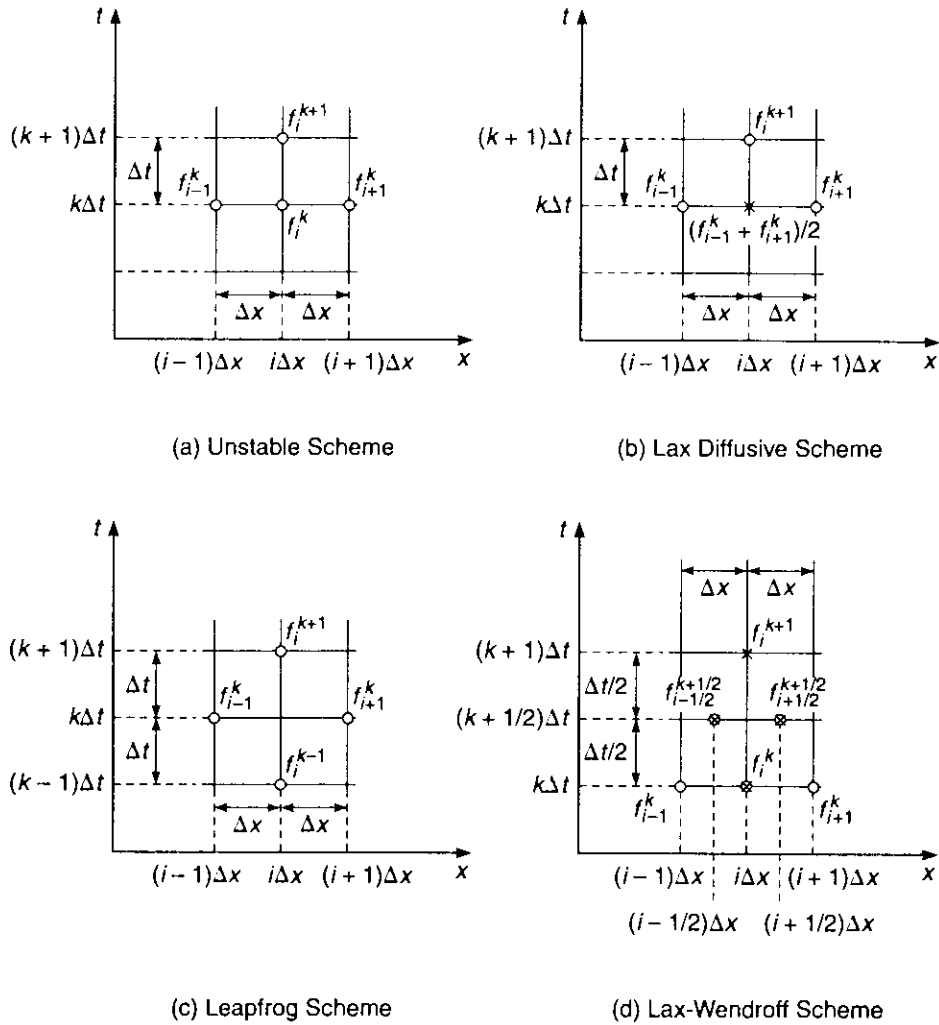 t
f_i^{k+1}
(k + 1)Δt
Δt
f_{i-1}^k
f_{i+1}^k
kΔt
f_i^k
Δx
Δx
(i – 1)Δx
iΔx
(i + 1)Δx
x
(a) Unstable Scheme
t
f_i^{k+1}
(k + 1)Δt
Δt
f_{i-1}^k
f_{i+1}^k
kΔt
(f_{i-1}^k + f_{i+1}^k)/2
Δx
Δx
(i – 1)Δx
iΔx
(i + 1)Δx
x
(b) Lax Diffusive Scheme
t
f_i^{k+1}
(k + 1)Δt
Δt
f_{i-1}^k
f_{i+1}^k
kΔt
Δt
f_i^{k-1}
(k – 1)Δt
Δx
Δx
(i – 1)Δx
iΔx
(i + 1)Δx
x
(c) Leapfrog Scheme
t
Δx
Δx
f_i^{k+1}
(k + 1)Δt
Δt/2
f_{i-1/2}^{k+1/2}
f_{i+1/2}^{k+1/2}
(k + 1/2)Δt
Δt/2
f_i^k
kΔt
f_{i-1}^k
f_{i+1}^k
(i – 1)Δx
iΔx
(i + 1)Δx
x
(i – 1/2)Δx
(i + 1/2)Δx
(d) Lax-Wendroff Scheme